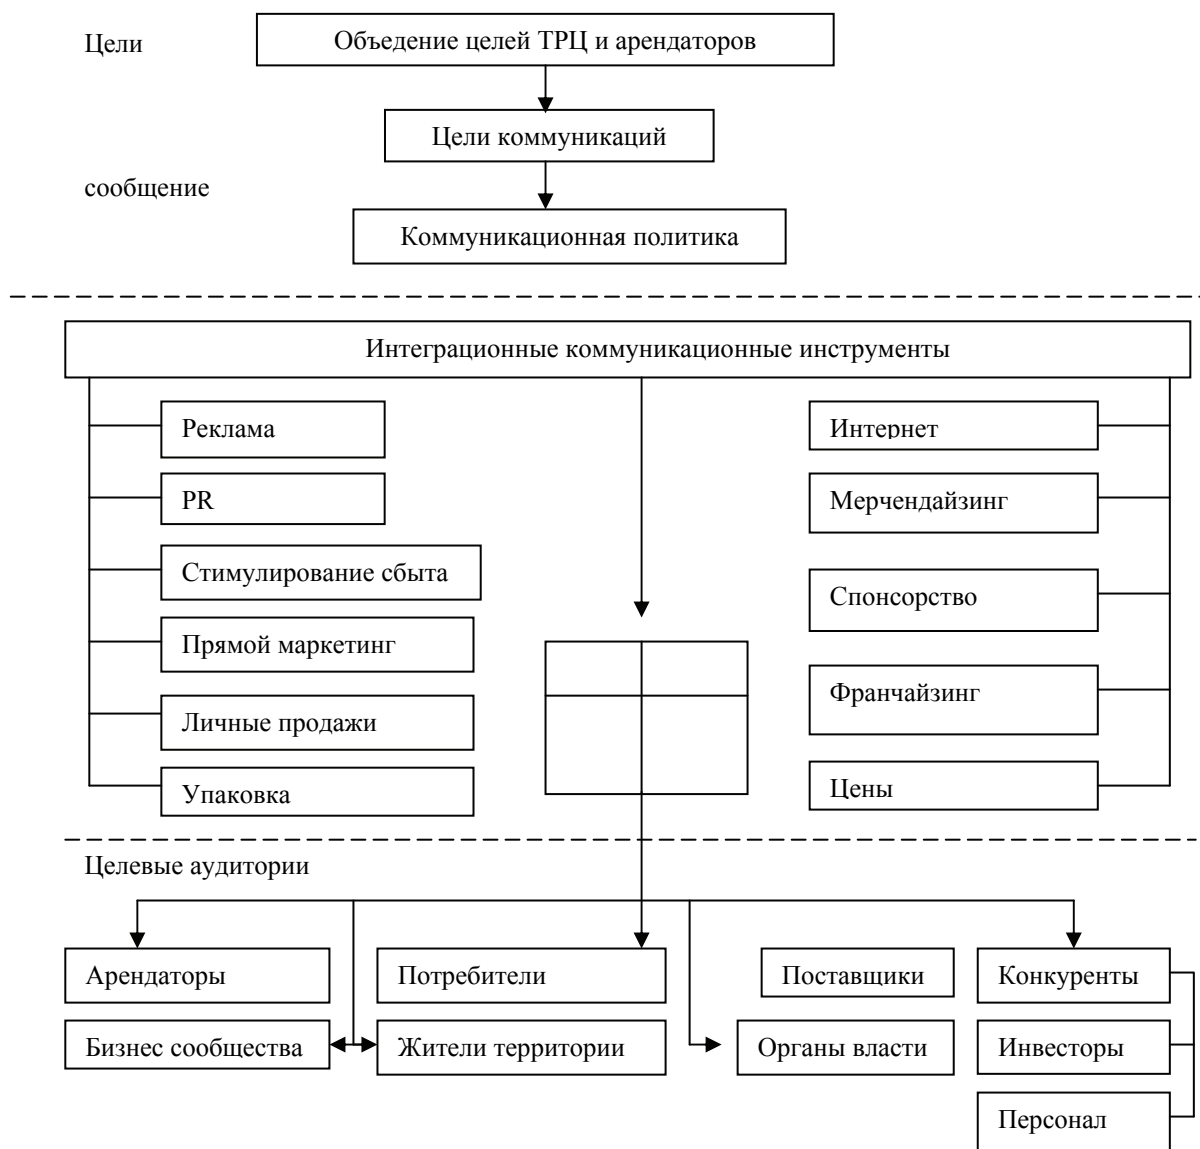 Цели
Объедение целей ТРЦ и арендаторов
Цели коммуникаций
сообщение
Коммуникационная политика
Интеграционные коммуникационные инструменты
Реклама
PR
Стимулирование сбыта
Прямой маркетинг
Личные продажи
Упаковка
Интернет
Мерчендайзинг
Спонсорство
Франчайзинг
Цены
Целевые аудитории
Арендаторы
Потребители
Поставщики
Конкуренты
Бизнес сообщества
Жители территории
Органы власти
Инвесторы
Персонал